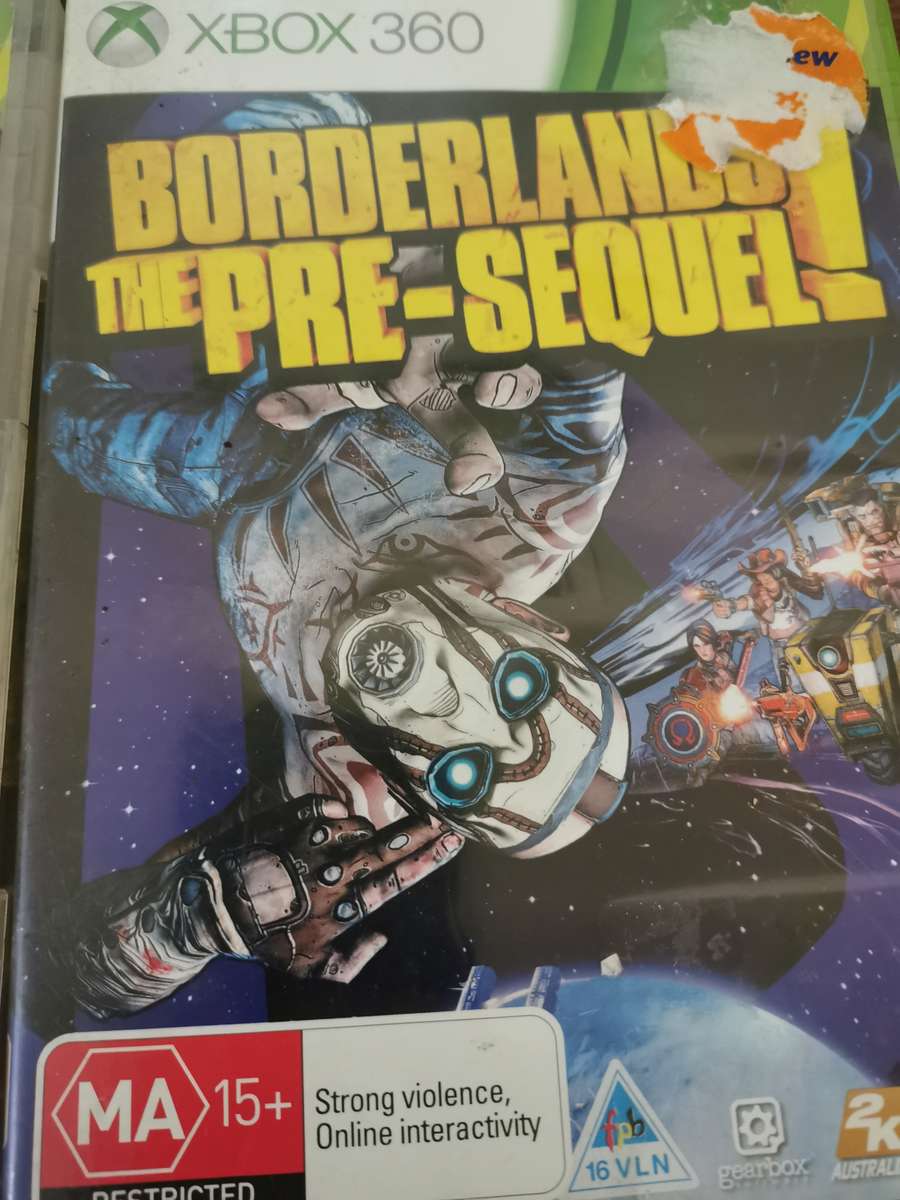 XBOX 360
ew
BORDERLANDS
THE PRE-SEQUEL!
MA 15+
RESTRICTED
Strong violence,
Online interactivity
fpb
16 VLN
gearbox
2K
AUSTRALIA